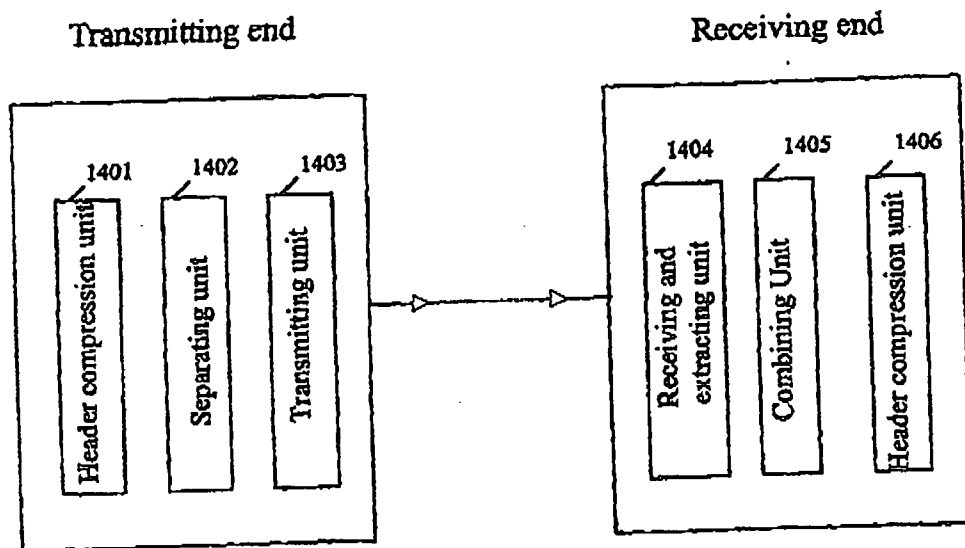 Transmitting end
Receiving end
1401
1402
1403
Header compression unit
Separating unit
Transmitting unit
1404
1405
1406
Receiving and
extracting unit
Combining Unit
Header compression unit